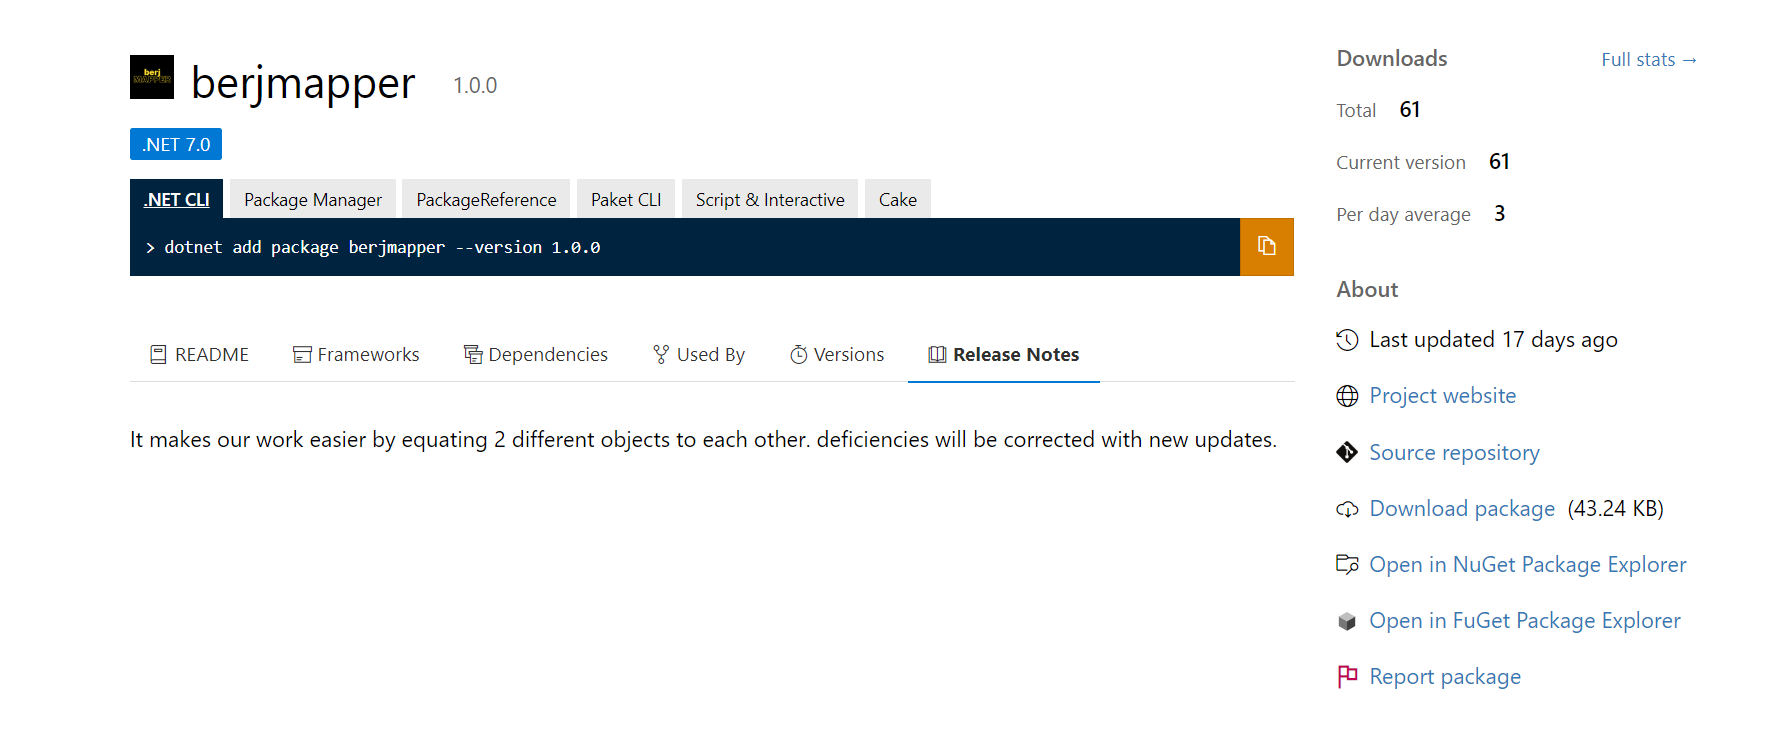 berj
MAPPER
berjmapper 1.0.0
.NET 7.0
.NET CLI Package Manager PackageReference Paket CLI Script & Interactive Cake
> dotnet add package berjmapper --version 1.0.0
README Frameworks Dependencies Used By Versions Release Notes
It makes our work easier by equating 2 different objects to each other. deficiencies will be corrected with new updates.
Downloads Full stats →
Total 61
Current version 61
Per day average 3
About
Last updated 17 days ago
Project website
Source repository
Download package (43.24 KB)
Open in NuGet Package Explorer
Open in FuGet Package Explorer
Report package